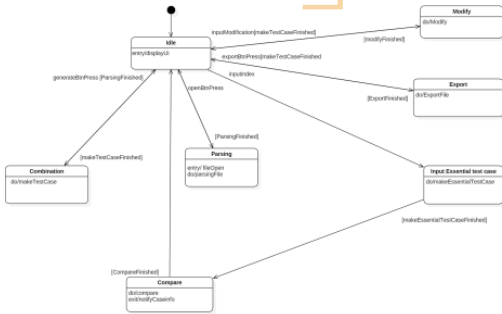 Modify
do/Modify
inputModification[makeTestCaseFinished]
[modifyFinished]
Idle
entry/displayUI
exportBtnPress[makeTestCaseFinished
generateBtnPress [ParsingFinished]
inputIndex
openBtnPress
Export
do/ExportFile
[ExportFinished]
[ParsingFinished]
[makeTestCaseFinished]
Parsing
entry/ fileOpen
do/parsingFile
Combination
do/makeTestCase
Input Essential test case
do/makeEssentialTestCase
[makeEssentialTestCaseFinished]
[CompareFinished]
Compare
do/compare
exit/notifyCaseInfo